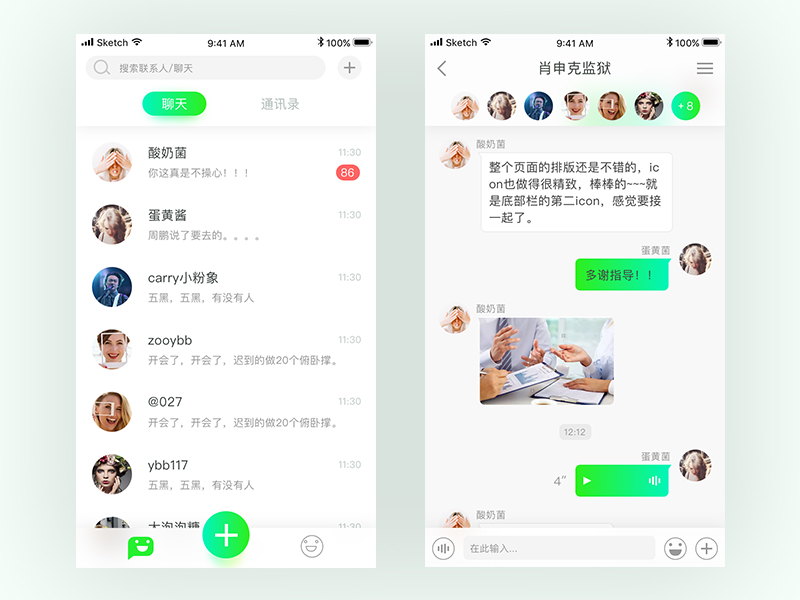 Sketch 9:41 AM 100%
搜索联系人/聊天
聊天 通讯录
酸奶菌 11:30
你这真是不操心！！！ 86
蛋黄酱 11:30
周鹏说了要去的。。。。
carry小粉象 11:30
五黑，五黑，有没有人
zooybb 11:30
开会了，开会了，迟到的做20个俯卧撑。
@027 11:30
开会了，开会了，迟到的做20个俯卧撑。
ybb117 11:30
五黑，五黑，有没有人
大泡泡糖 11:30
Sketch 9:41 AM 100%
肖申克监狱
+8
酸奶菌
整个页面的排版还是不错的，ic
on也做得很精致，棒棒的~~~就
是底部栏的第二icon，感觉要接
一起了。
蛋黄菌
多谢指导！！
酸奶菌
12:12
蛋黄菌
4”
酸奶菌
在此输入...